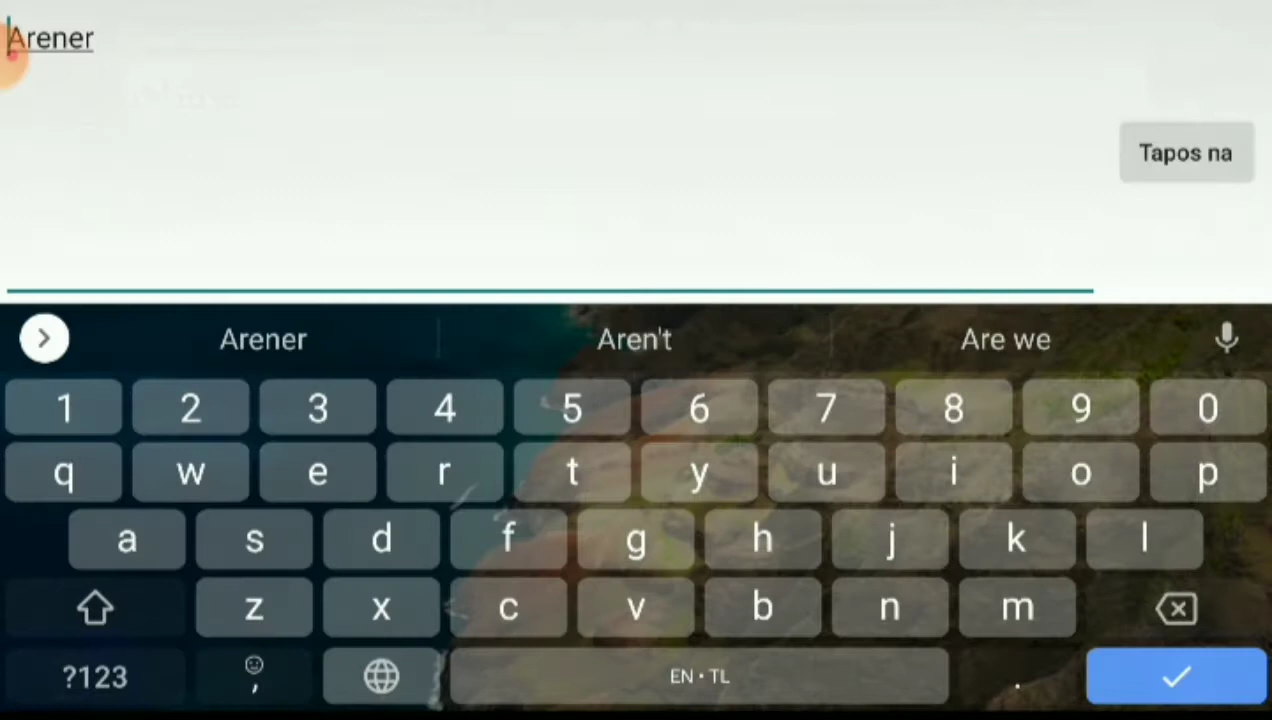 Arener
Tapos na
Arener Aren't Are we
1 2 3 4 5 6 7 8 9 0
q w e r t y u i o p
a s d f g h j k l
z x c v b n m
?123 , EN • TL .